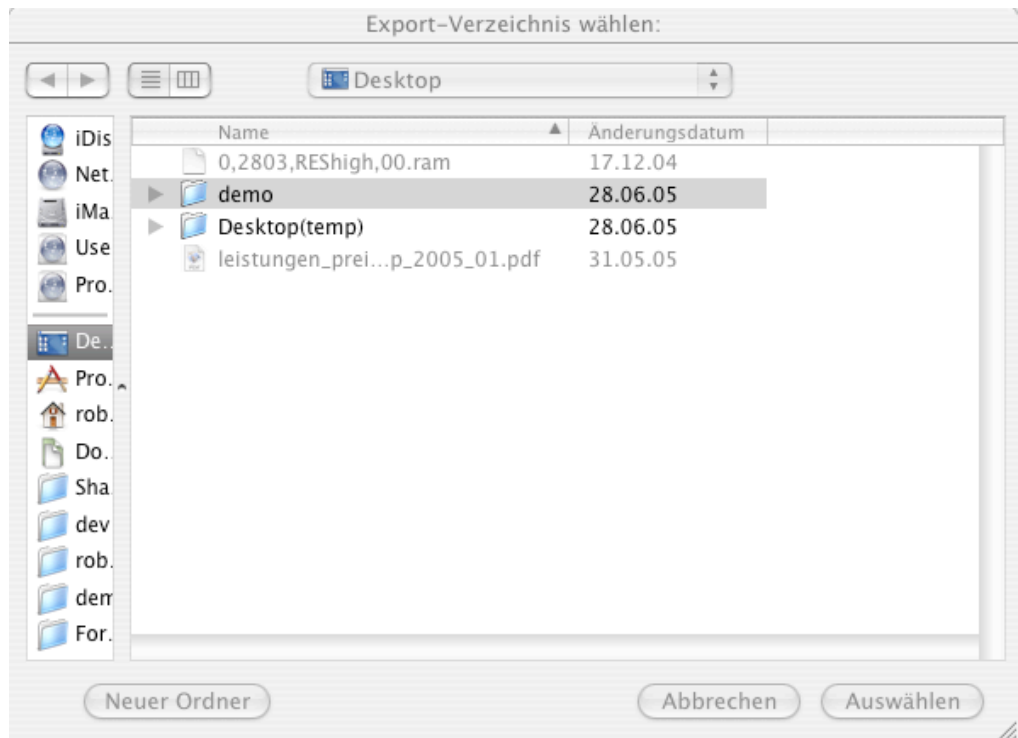 Export-Verzeichnis wählen:
Desktop
Name Änderungsdatum
0,2803,REShigh,00.ram 17.12.04
demo 28.06.05
Desktop(temp) 28.06.05
leistungen_prei...p_2005_01.pdf 31.05.05
iDis
Net.
iMa
Use
Pro.
De..
Pro.
rob.
Do..
Sha
dev
rob.
dem
For.
Neuer Ordner
Abbrechen
Auswählen